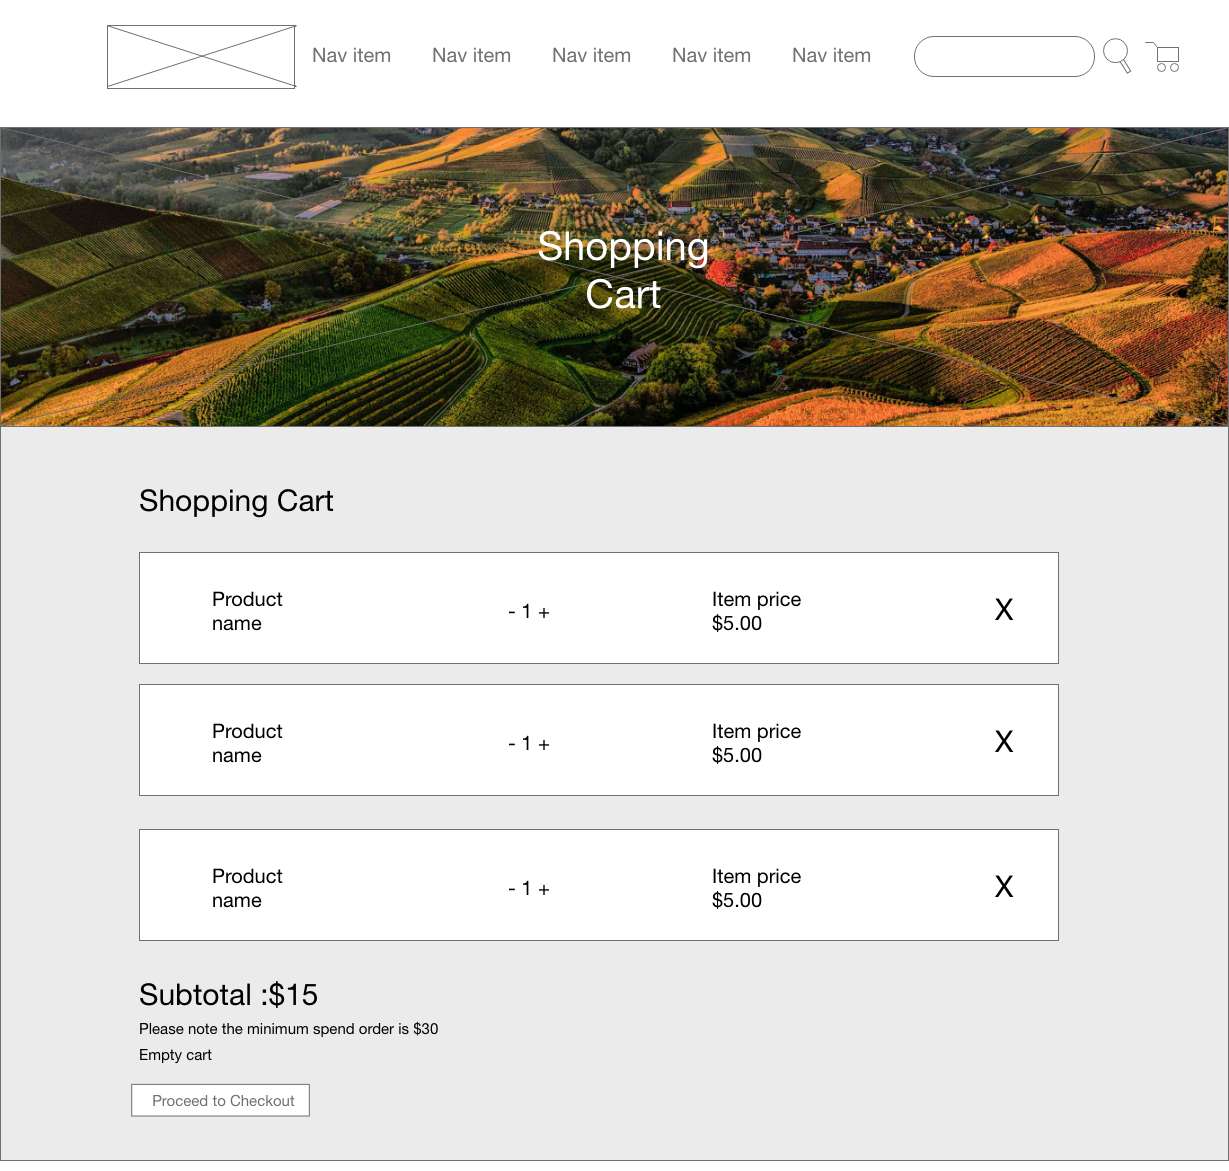 Nav item Nav item Nav item Nav item Nav item
Shopping
Cart
Shopping Cart
Product
name
- 1 +
Item price
$5.00
X
Product
name
- 1 +
Item price
$5.00
X
Product
name
- 1 +
Item price
$5.00
X
Subtotal :$15
Please note the minimum spend order is $30
Empty cart
Proceed to Checkout